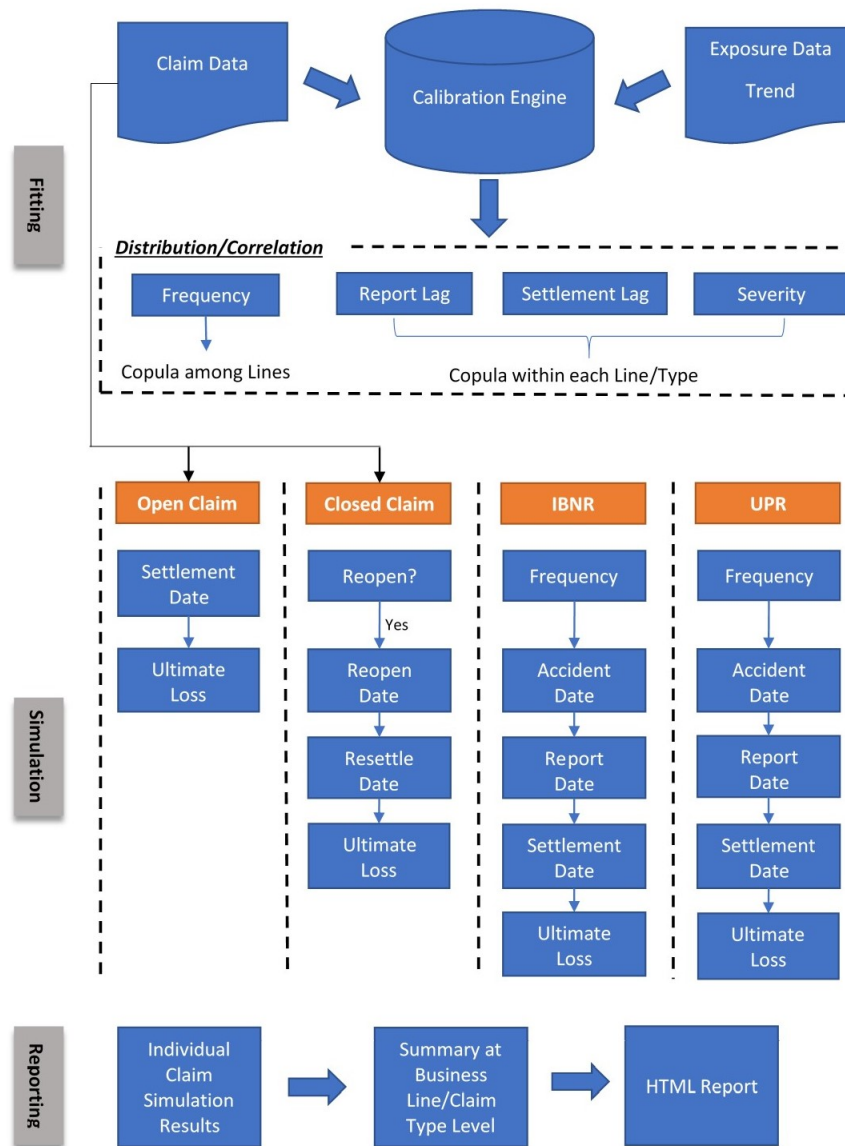 Claim Data
Calibration Engine
Exposure Data
Trend
Fitting
Distribution/Correlation
Frequency
Report Lag
Settlement Lag
Severity
Copula among Lines
Copula within each Line/Type
Simulation
Open Claim
Settlement
Date
Ultimate
Loss
Closed Claim
Reopen?
Yes
Reopen
Date
Resettle
Date
Ultimate
Loss
IBNR
Frequency
Accident
Date
Report
Date
Settlement
Date
Ultimate
Loss
UPR
Frequency
Accident
Date
Report
Date
Settlement
Date
Ultimate
Loss
Reporting
Individual
Claim
Simulation
Results
Summary at
Business
Line/Claim
Type Level
HTML Report